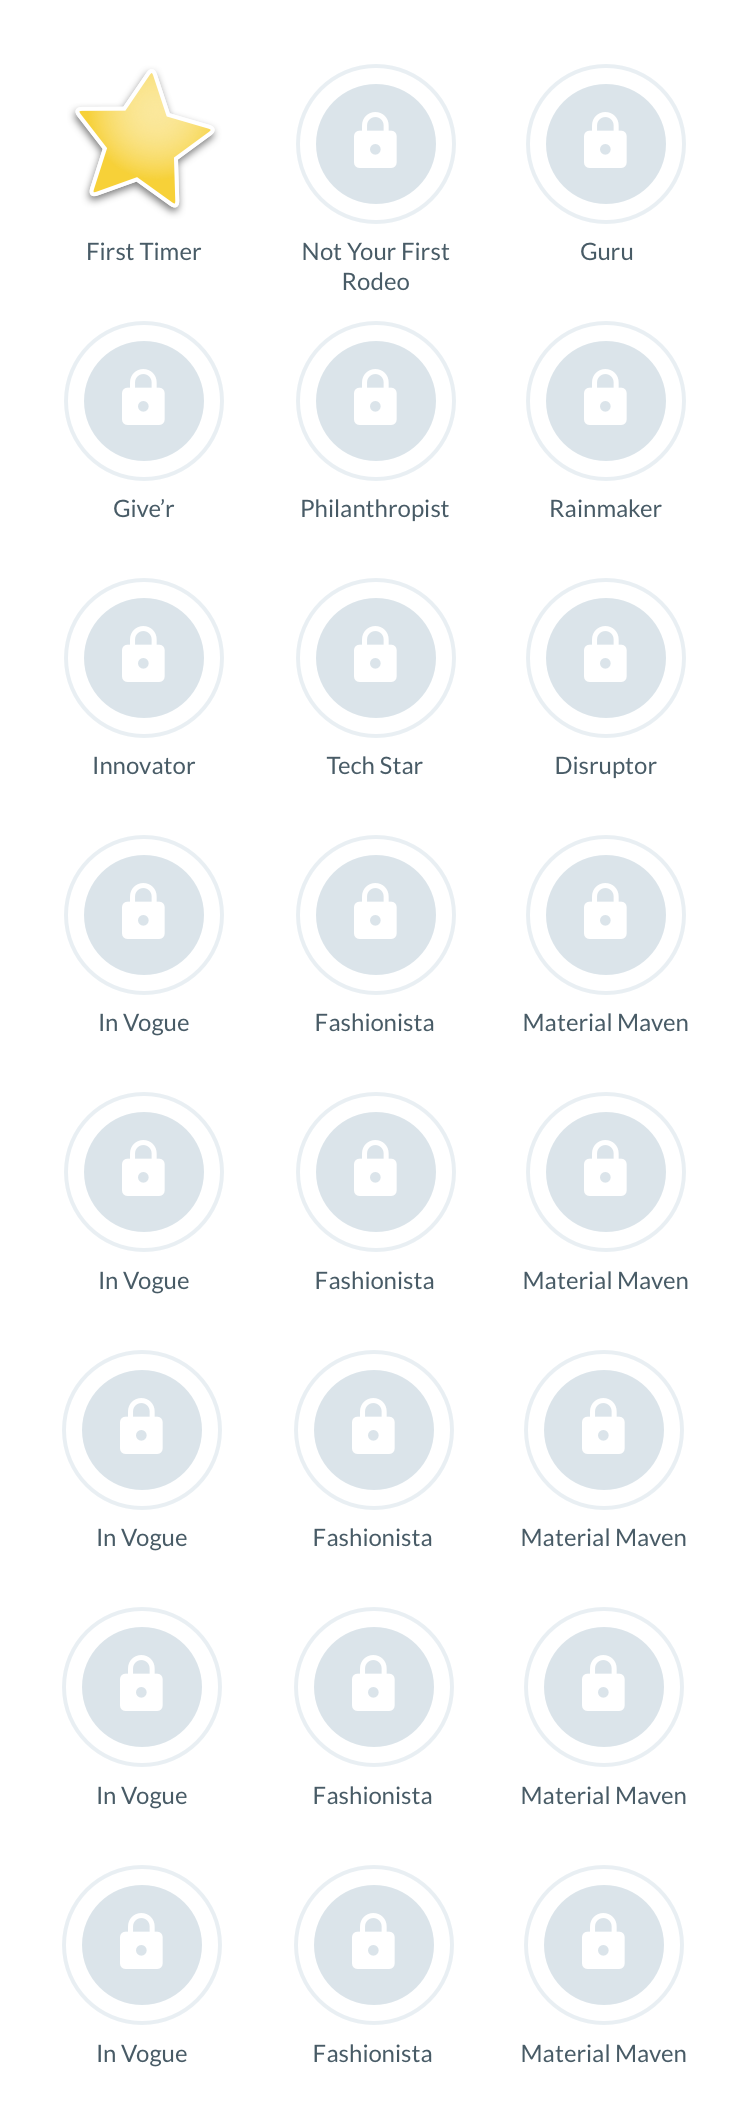 First Timer
Not Your First
Rodeo
Guru
Give’r
Philanthropist
Rainmaker
Innovator
Tech Star
Disruptor
In Vogue
Fashionista
Material Maven
In Vogue
Fashionista
Material Maven
In Vogue
Fashionista
Material Maven
In Vogue
Fashionista
Material Maven
In Vogue
Fashionista
Material Maven